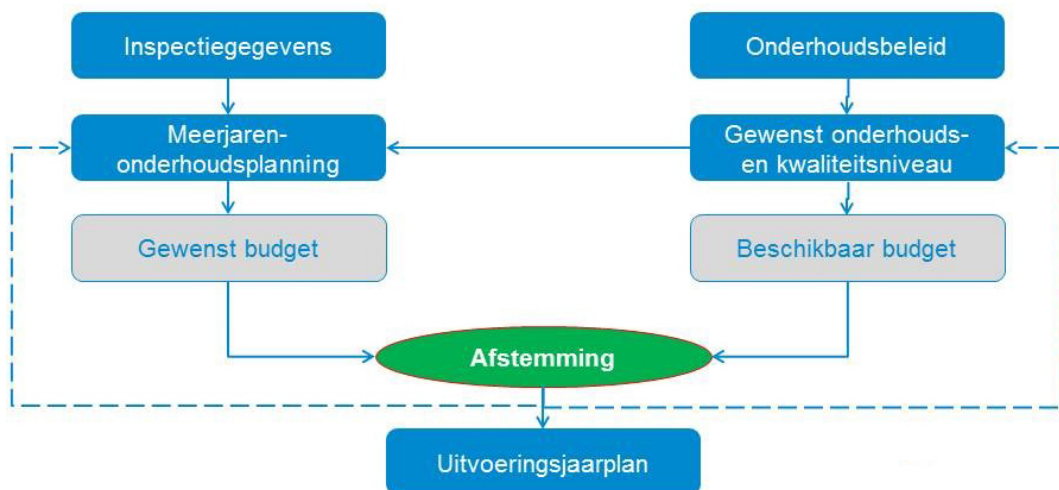 Inspectiegegevens
Onderhoudsbeleid
Meerjaren-
onderhoudsplanning
Gewenst onderhouds-
en kwaliteitsniveau
Gewenst budget
Beschikbaar budget
Afstemming
Uitvoeringsjaarplan